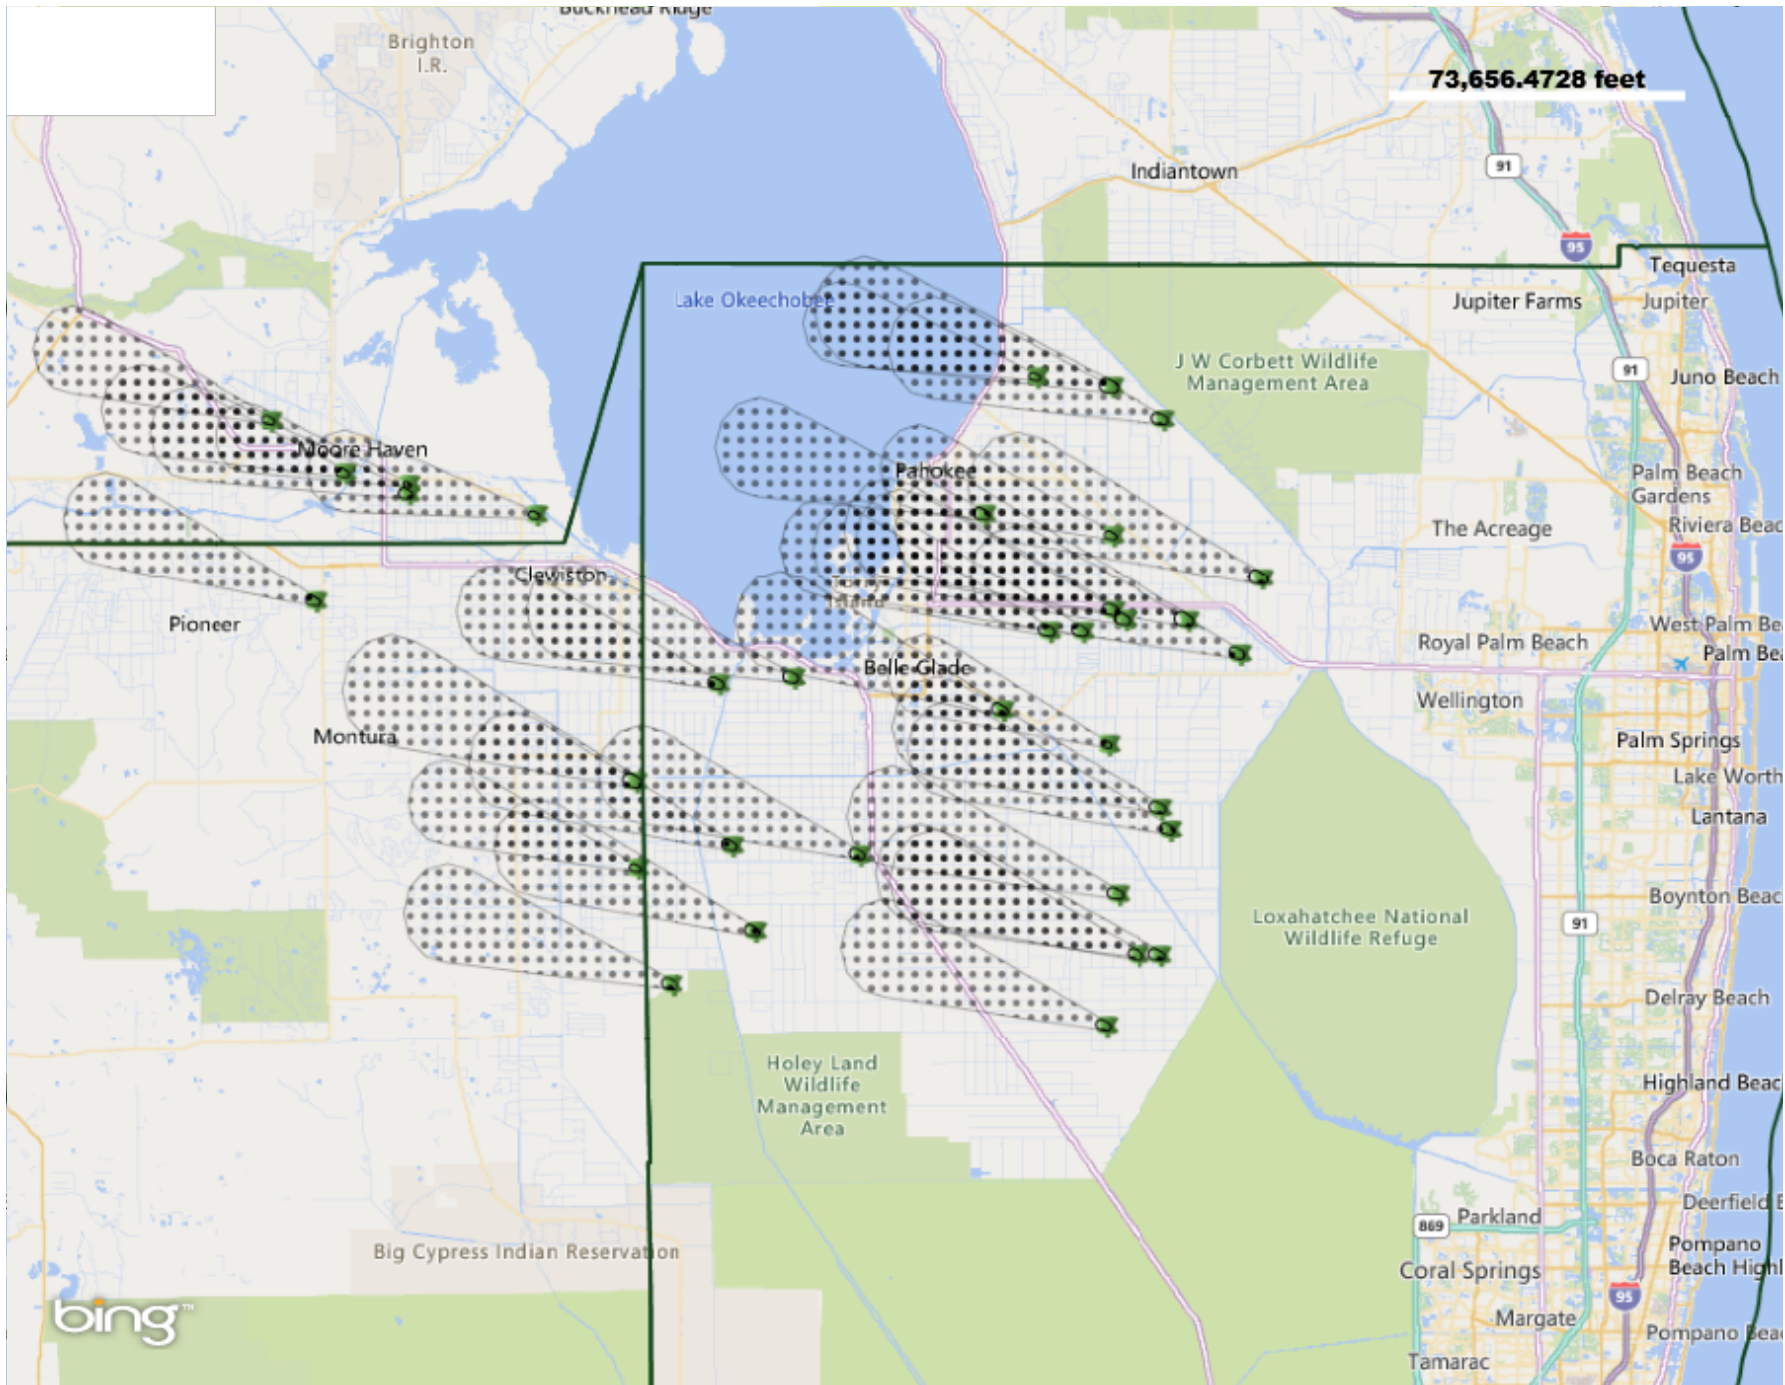 Buckhead Ridge
Brighton
I.R.
73,656.4728 feet
91
Indiantown
95
Tequesta
Lake Okeechobee
Jupiter Farms
Jupiter
J W Corbett Wildlife
Management Area
91
Juno Beach
Moore Haven
Pahokee
Palm Beach
Gardens
The Acreage
Riviera Beac
95
Clewiston
Torry
Island
Pioneer
West Palm Be
Royal Palm Beach
Palm Bea
Belle Glade
Wellington
Montura
Palm Springs
Lake Worth
Lantana
Boynton Beac
Loxahatchee National
Wildlife Refuge
91
Delray Beach
Holey Land
Wildlife
Management
Area
Highland Beac
Boca Raton
Deerfield B
869
Parkland
Big Cypress Indian Reservation
Pompano
Beach Highl
Coral Springs
95
Margate
Pompano Beac
Tamarac
bing™